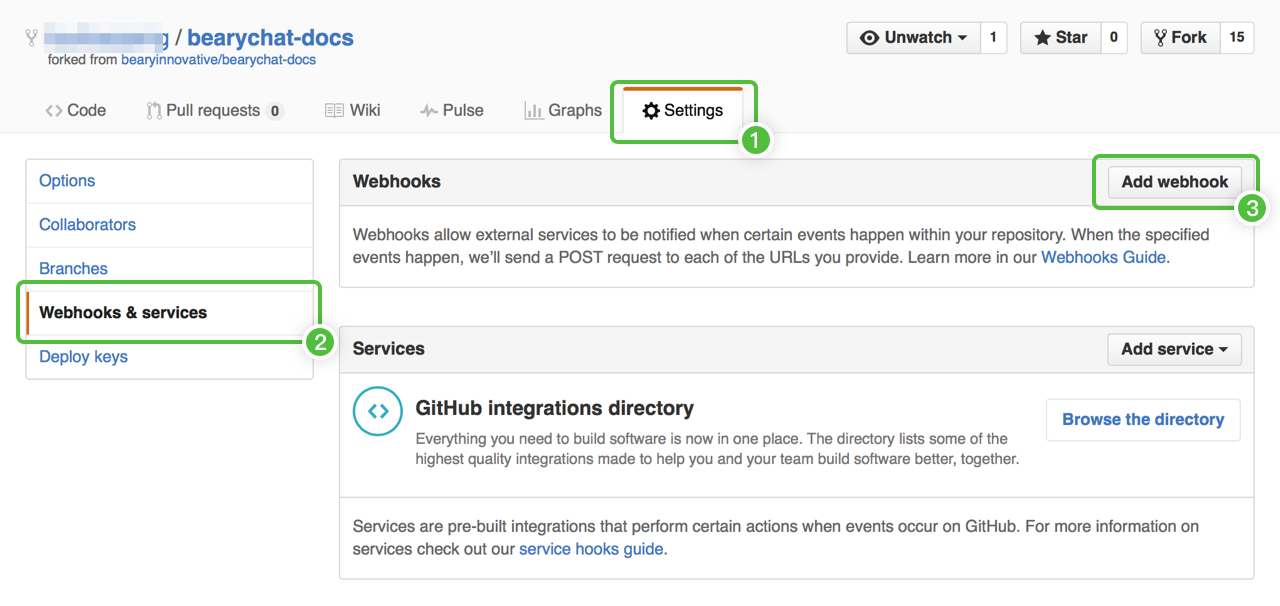 / bearychat-docs
forked from bearyinnovative/bearychat-docs
Unwatch 1
Star 0
Fork 15
Code
Pull requests 0
Wiki
Pulse
Graphs
Settings
1
Options
Collaborators
Branches
Webhooks & services
2
Deploy keys
Webhooks
Add webhook
3
Webhooks allow external services to be notified when certain events happen within your repository. When the specified
events happen, we’ll send a POST request to each of the URLs you provide. Learn more in our Webhooks Guide.
Services
Add service
GitHub integrations directory
Everything you need to build software is now in one place. The directory lists some of the
highest quality integrations made to help you and your team build software better, together.
Browse the directory
Services are pre-built integrations that perform certain actions when events occur on GitHub. For more information on
services check out our service hooks guide.